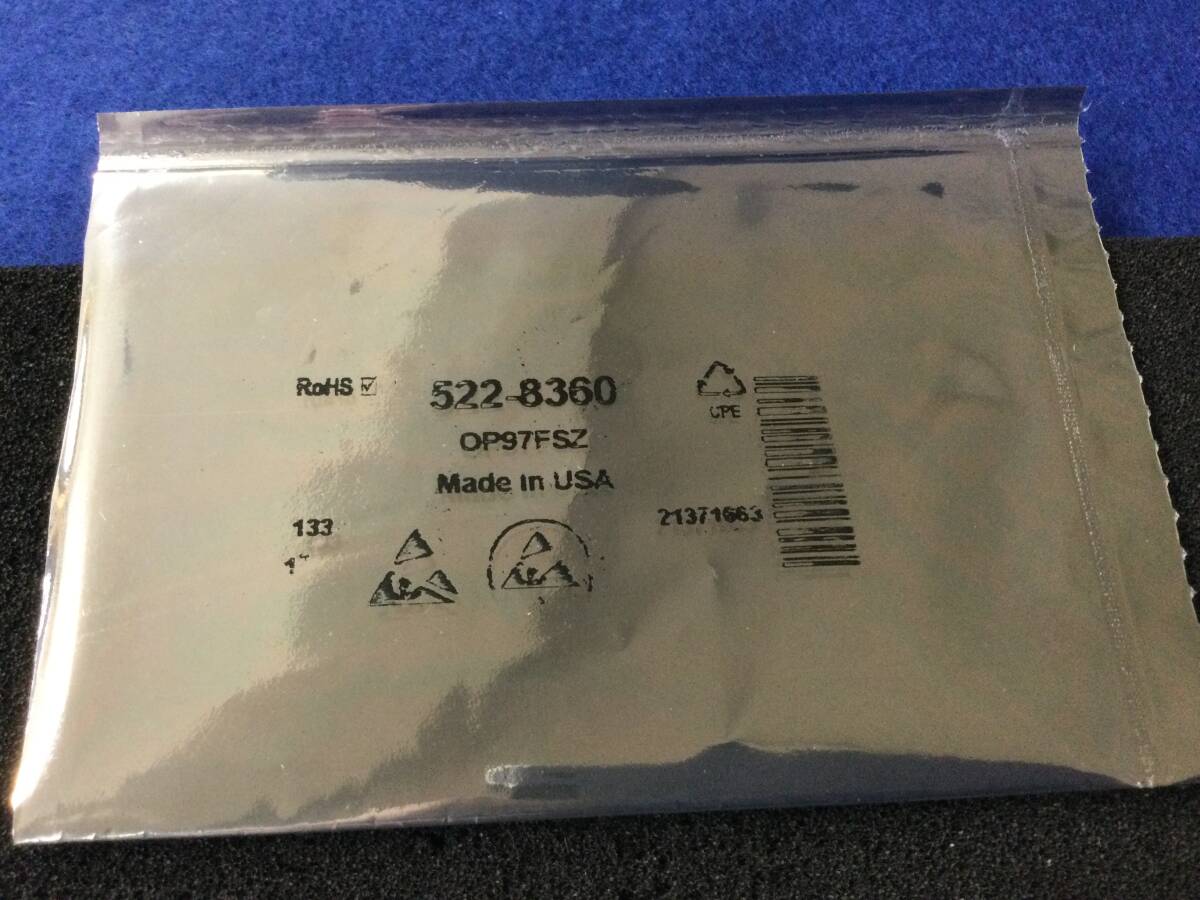 RoHS ☑
522-8360
OP97FSZ
Made in USA
CPE
133
21371663